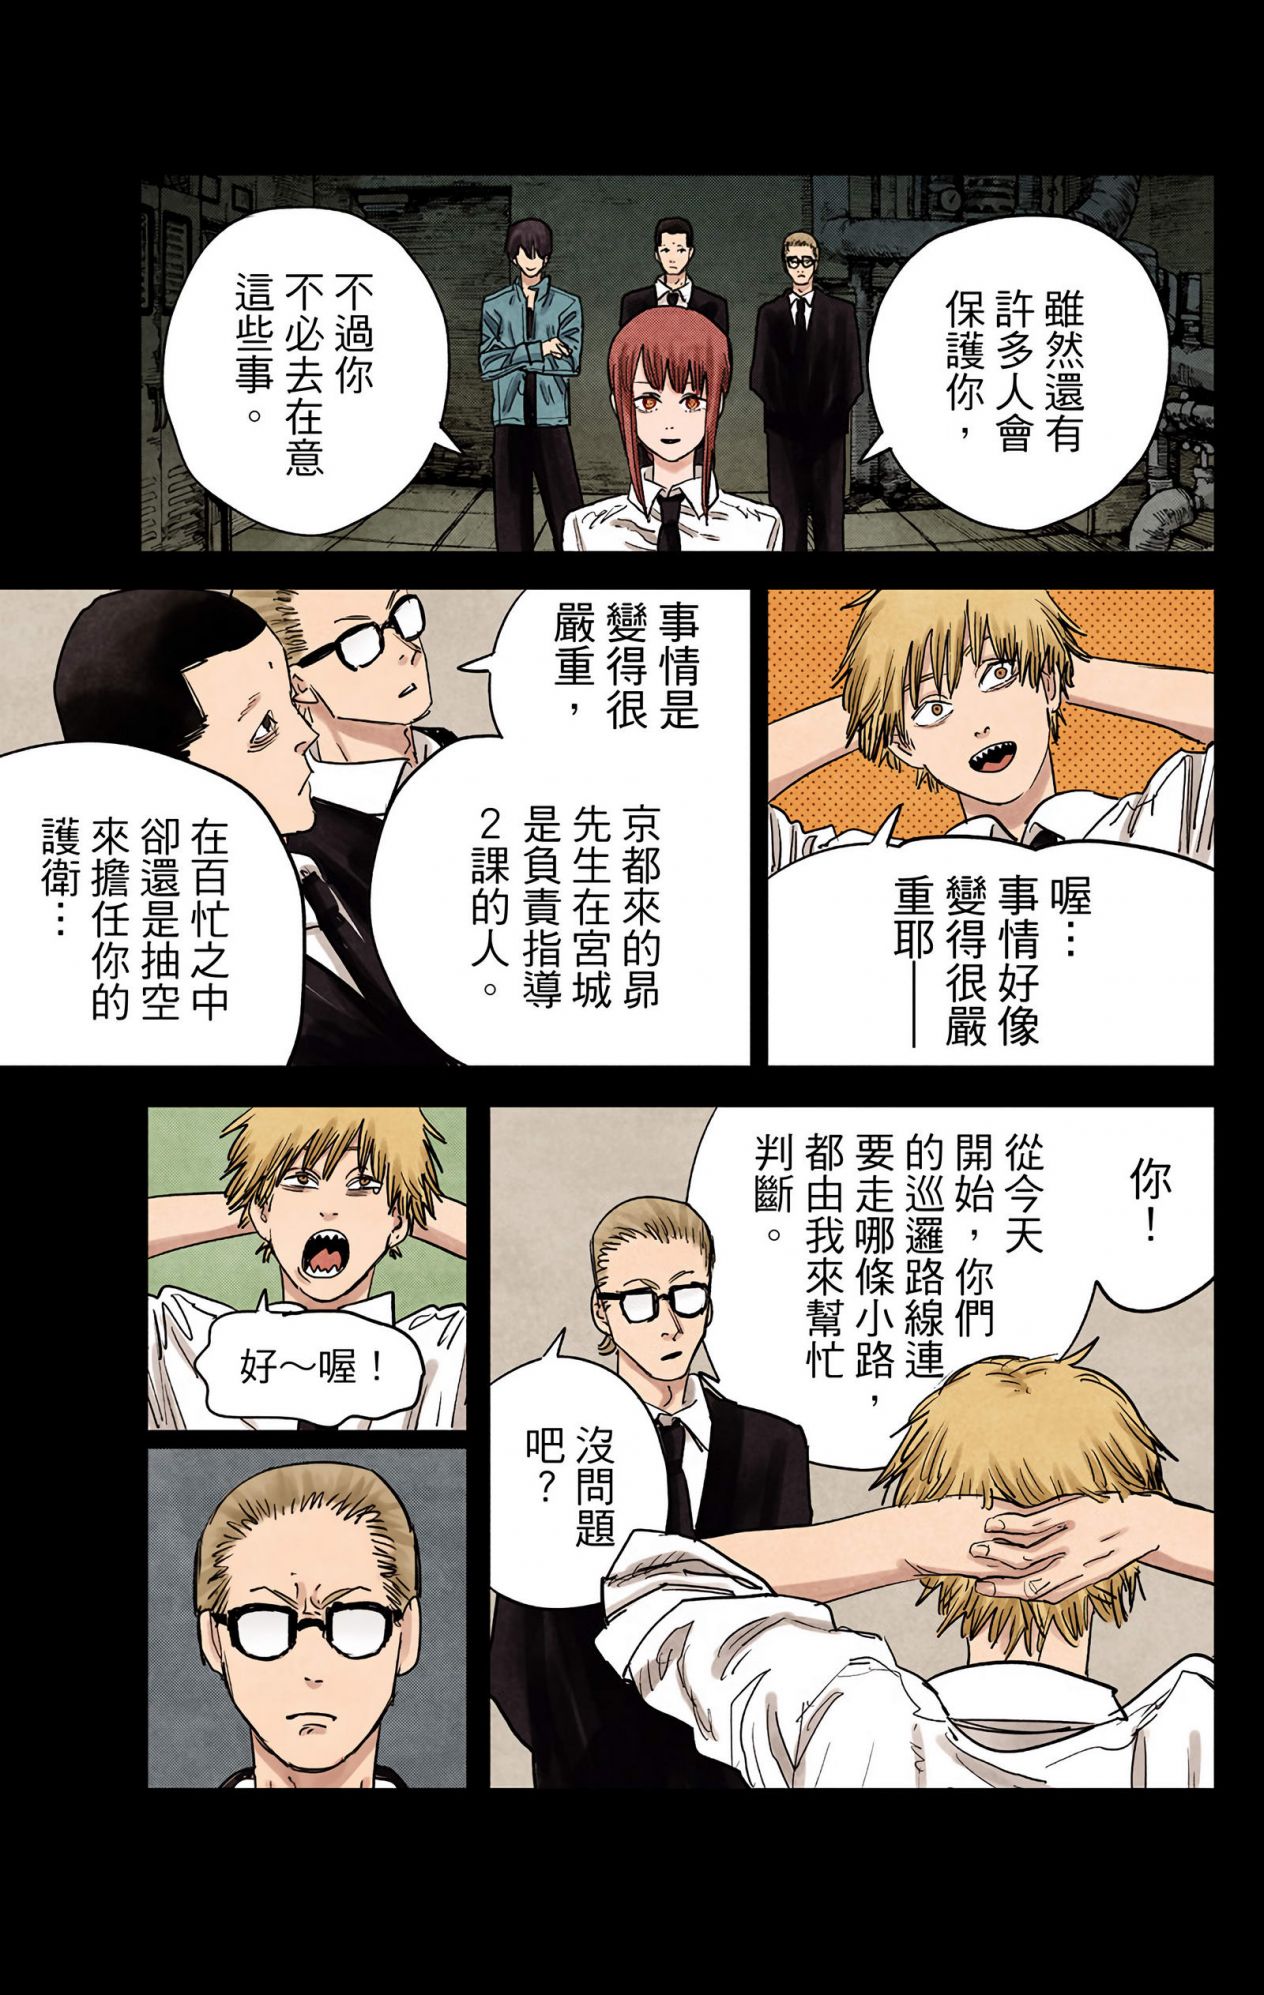 雖然還有
許多人會
保護你，
不過你
不必去在意
這些事。
喔…
事情好像
變得很嚴
重耶——
事情是
變得很
嚴重，
京都來的昴
先生在宮城
是負責指導
2課的人。
在百忙之中
卻還是抽空
來擔任你的
護衛…
你！
從今天
開始，你們
的巡邏路線連
要走哪條小路，
都由我來幫忙
判斷。
沒問題
吧？
好～喔！